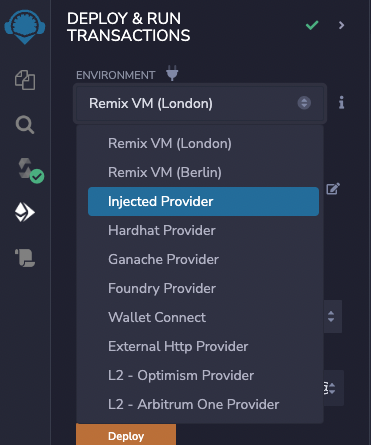 DEPLOY & RUN
TRANSACTIONS
ENVIRONMENT
Remix VM (London)
Remix VM (London)
Remix VM (Berlin)
Injected Provider
Hardhat Provider
Ganache Provider
Foundry Provider
Wallet Connect
External Http Provider
L2 - Optimism Provider
L2 - Arbitrum One Provider
Deploy